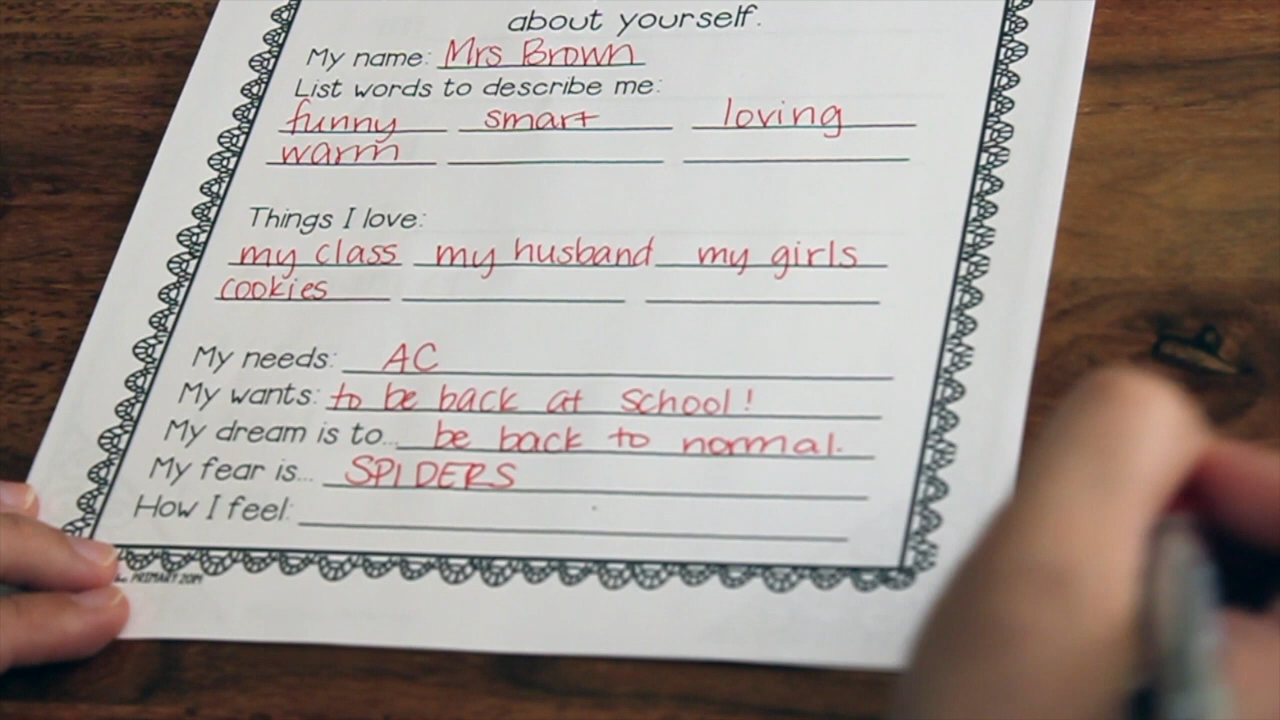 about yourself.
My name: Mrs Brown
List words to describe me:
funny smart loving
warm
Things I love:
my class my husband my girls
cookies
My needs: AC
My wants: to be back at school!
My dream is to... be back to normal.
My fear is... SPIDERS
How I feel:
PRIMARY 2019